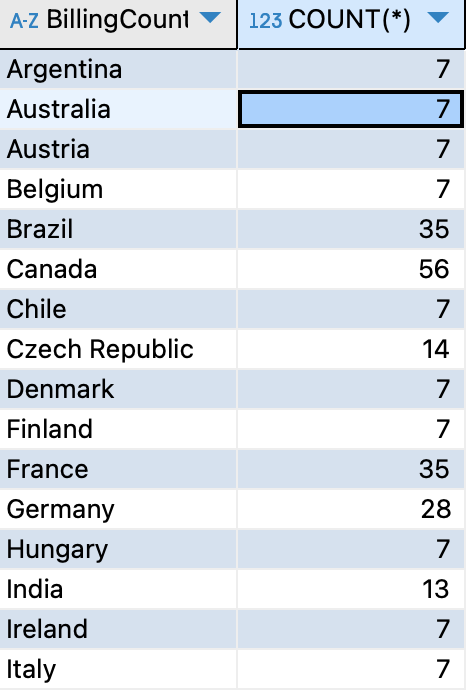 A-Z BillingCount 123 COUNT(*)
Argentina 7
Australia 7
Austria 7
Belgium 7
Brazil 35
Canada 56
Chile 7
Czech Republic 14
Denmark 7
Finland 7
France 35
Germany 28
Hungary 7
India 13
Ireland 7
Italy 7